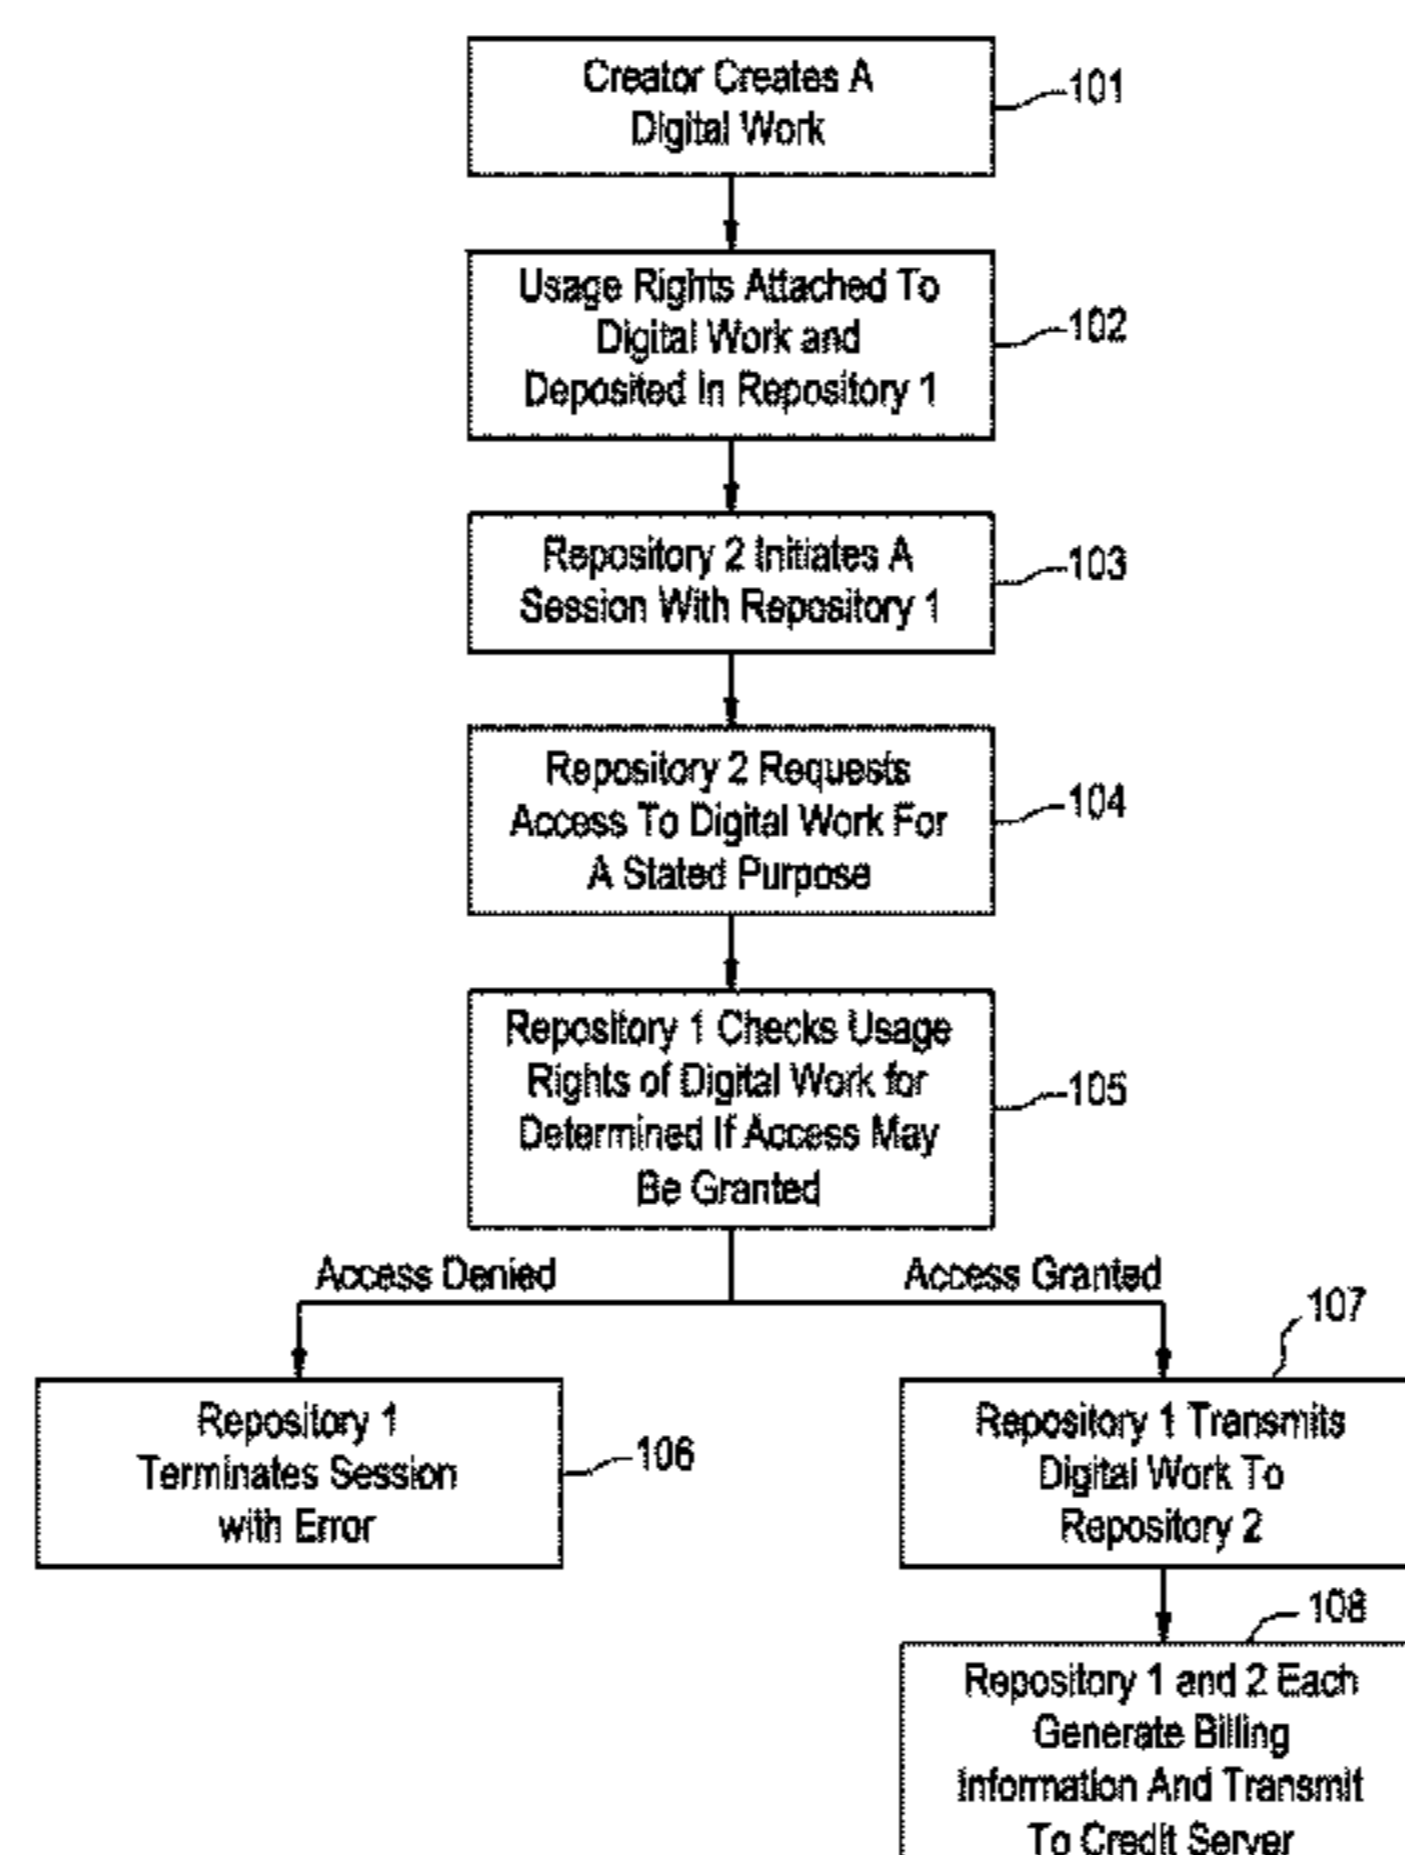 Creator Creates A
Digital Work
101
Usage Rights Attached To
Digital Work and
Deposited In Repository 1
102
Repository 2 Initiates A
Session With Repository 1
103
Repository 2 Requests
Access To Digital Work For
A Stated Purpose
104
Repository 1 Checks Usage
Rights of Digital Work for
Determined If Access May
Be Granted
105
Access Denied
Access Granted
Repository 1
Terminates Session
with Error
106
107
Repository 1 Transmits
Digital Work To
Repository 2
108
Repository 1 and 2 Each
Generate Billing
Information And Transmit
To Credit Server